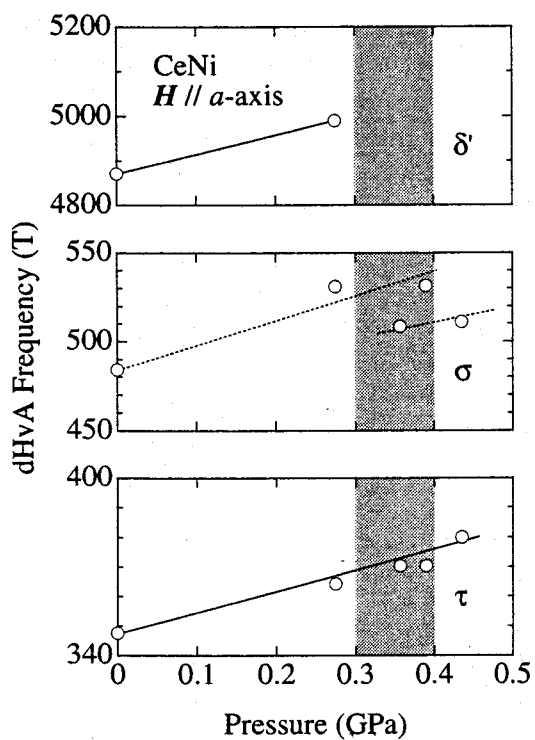 5200
CeNi
H // a-axis
5000
δ'
4800
dHvA Frequency (T)
550
500
σ
450
400
τ
340
0 0.1 0.2 0.3 0.4 0.5
Pressure (GPa)